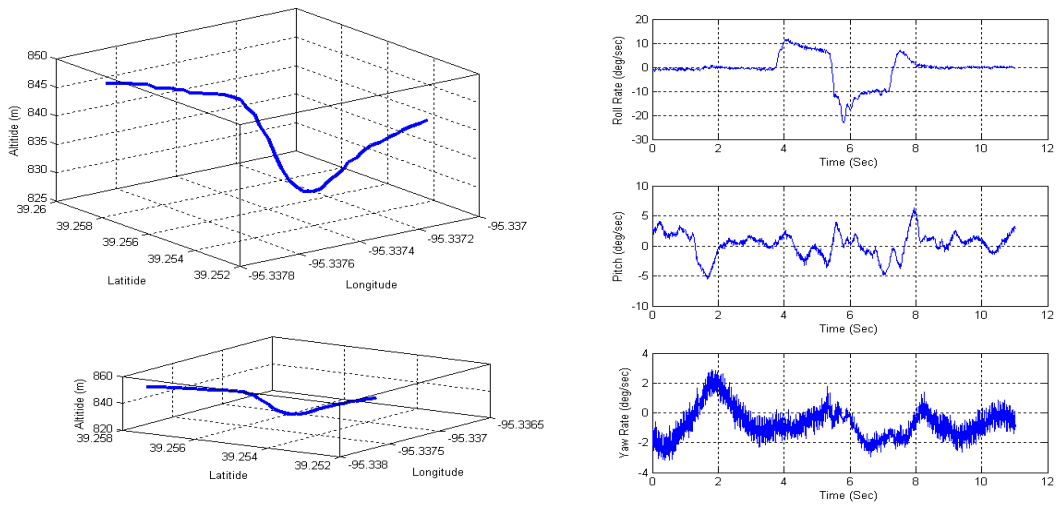 850
845
840
835
830
825
Altitide (m)
39.26
39.258
39.256
39.254
39.252
Latitide
-95.3378
-95.3376
-95.3374
-95.3372
-95.337
Longitude
860
840
820
Altitide (m)
39.258
39.256
39.254
39.252
Latitide
-95.338
-95.3375
-95.337
-95.3365
Longitude
20
10
0
-10
-20
-30
Roll Rate (deg/sec)
0 2 4 6 8 10 12
Time (Sec)
10
5
0
-5
-10
Pitch (deg/sec)
0 2 4 6 8 10 12
Time (Sec)
4
2
0
-2
-4
Yaw Rate (deg/sec)
0 2 4 6 8 10 12
Time (Sec)